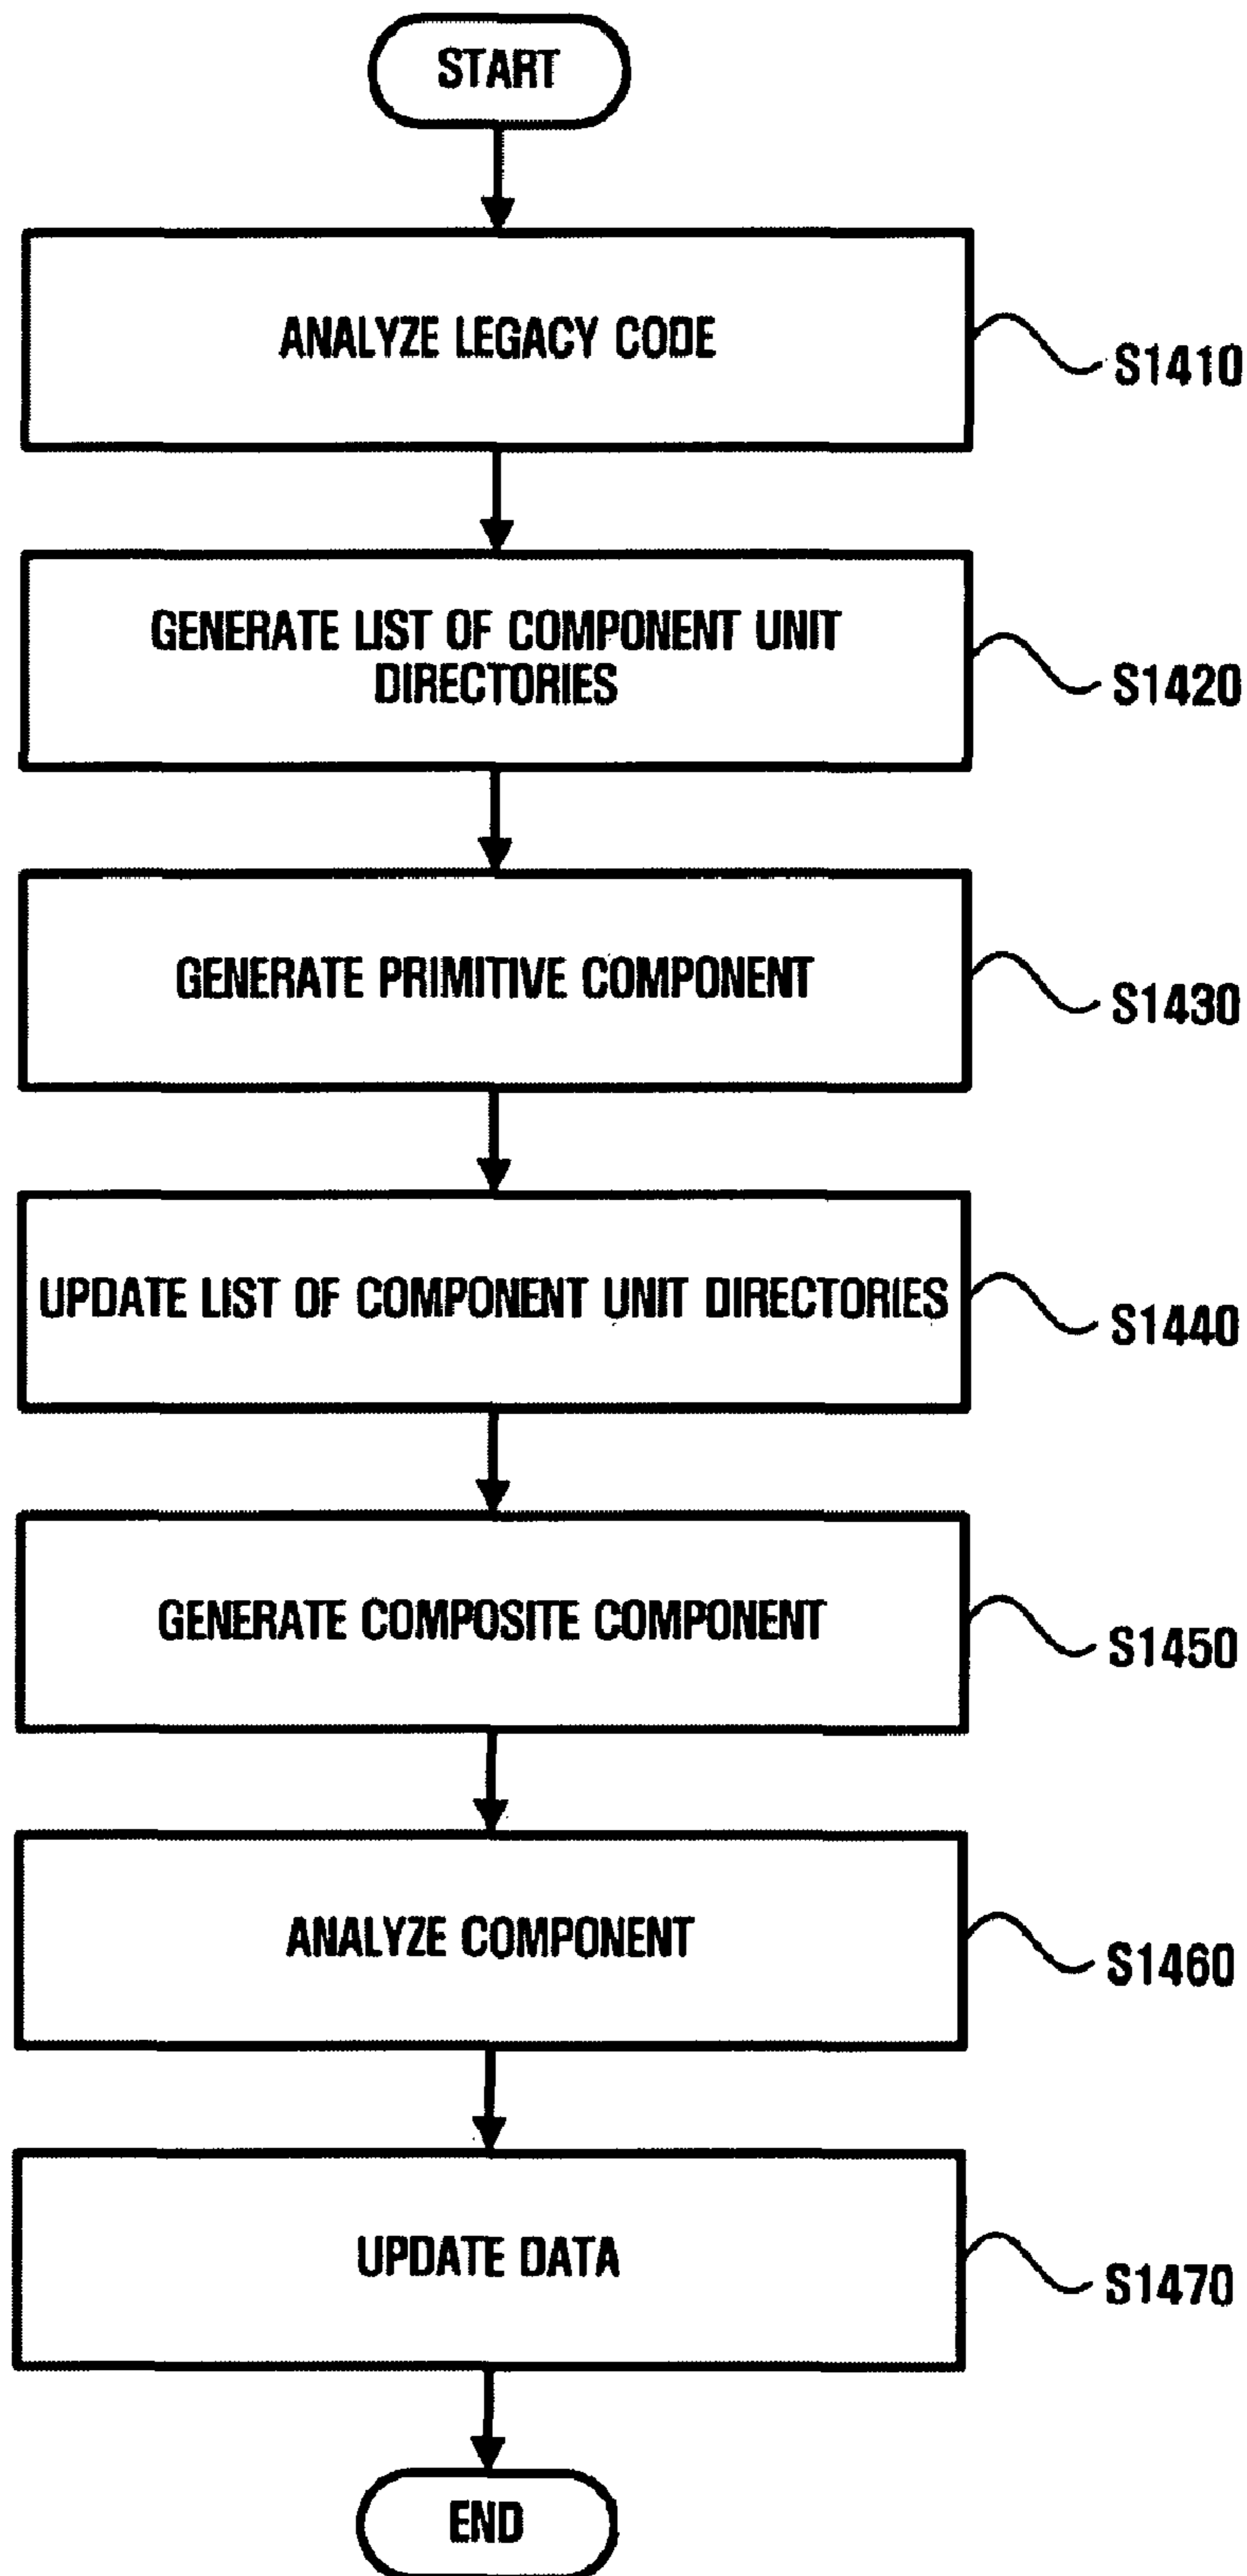 START
ANALYZE LEGACY CODE
S1410
GENERATE LIST OF COMPONENT UNIT
DIRECTORIES
S1420
GENERATE PRIMITIVE COMPONENT
S1430
UPDATE LIST OF COMPONENT UNIT DIRECTORIES
S1440
GENERATE COMPOSITE COMPONENT
S1450
ANALYZE COMPONENT
S1460
UPDATE DATA
S1470
END